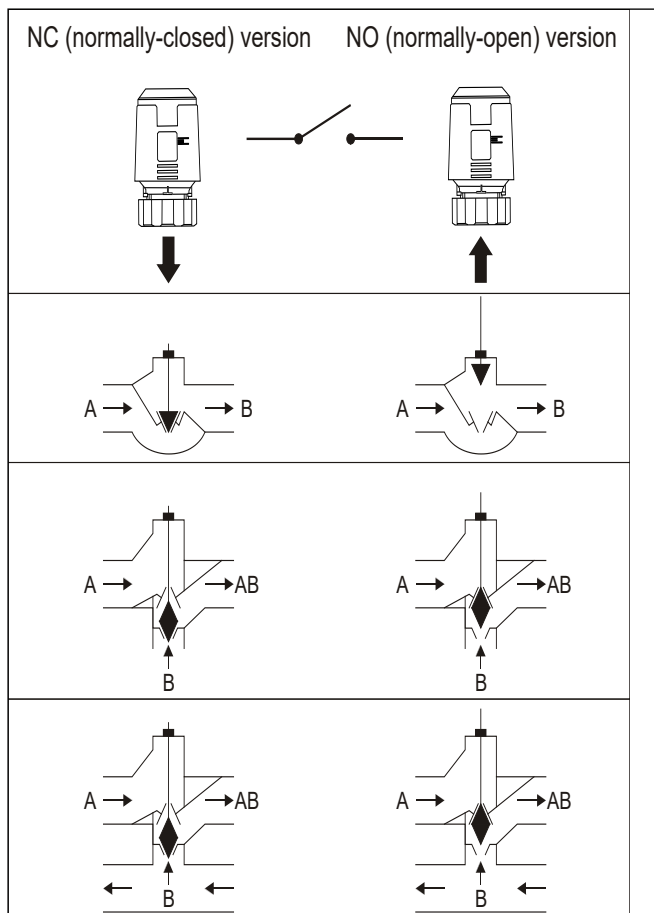 NC (normally-closed) version NO (normally-open) version
A B A B
A AB A AB
B B
A AB A AB
B B